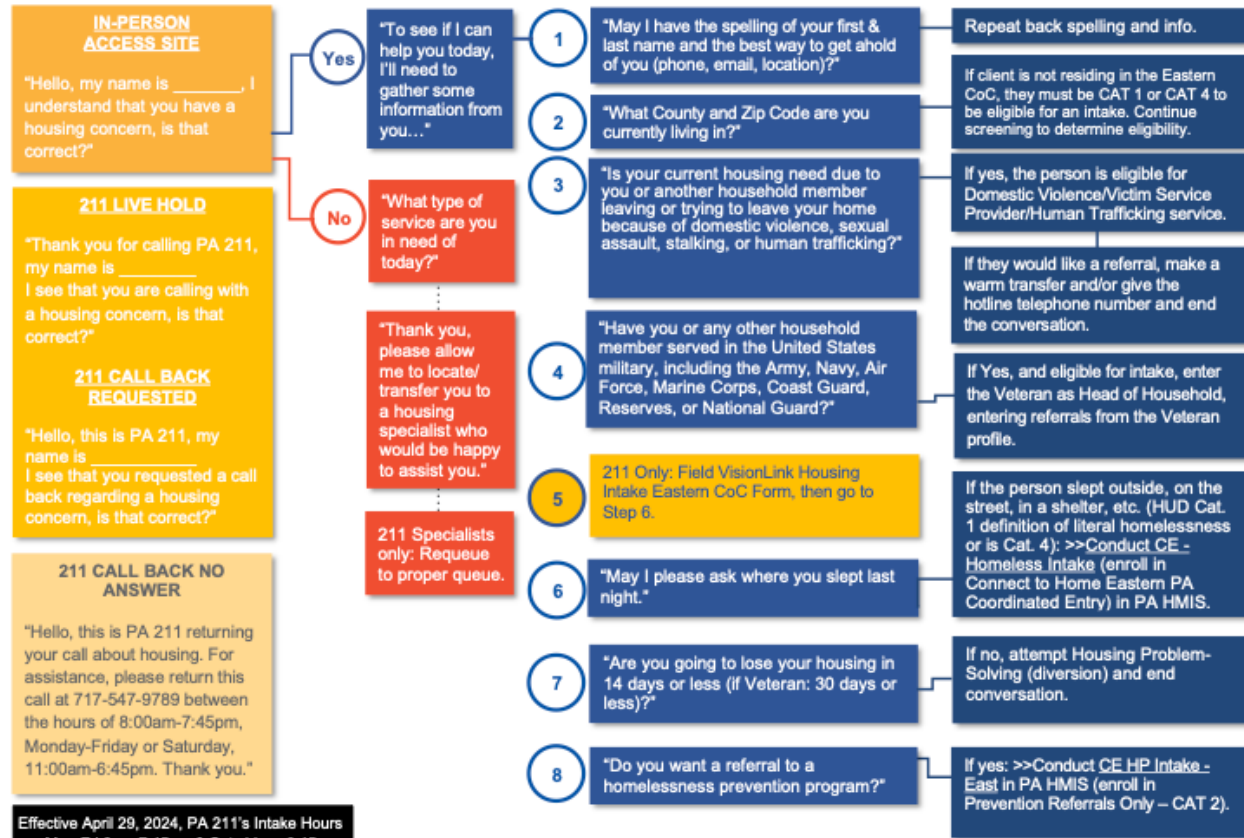 IN-PERSON
ACCESS SITE
"Hello, my name is _______, I
understand that you have a
housing concern, is that
correct?"
211 LIVE HOLD
"Thank you for calling PA 211,
my name is ________
I see that you are calling with
a housing concern, is that
correct?"
211 CALL BACK
REQUESTED
"Hello, this is PA 211, my
name is ___________
I see that you requested a call
back regarding a housing
concern, is that correct?"
211 CALL BACK NO
ANSWER
"Hello, this is PA 211 returning
your call about housing. For
assistance, please return this
call at 717-547-9789 between
the hours of 8:00am-7:45pm,
Monday-Friday or Saturday,
11:00am-6:45pm. Thank you."
Effective April 29, 2024, PA 211's Intake Hours
Yes
"To see if I can
help you today,
I'll need to
gather some
information from
you…"
No
"What type of
service are you
in need of
today?"
"Thank you,
please allow
me to locate/
transfer you to
a housing
specialist who
would be happy
to assist you."
211 Specialists
only: Requeue
to proper queue.
1
"May I have the spelling of your first &
last name and the best way to get ahold
of you (phone, email, location)?"
Repeat back spelling and info.
2
"What County and Zip Code are you
currently living in?"
If client is not residing in the Eastern
CoC, they must be CAT 1 or CAT 4 to
be eligible for an intake. Continue
screening to determine eligibility.
3
"Is your current housing need due to
you or another household member
leaving or trying to leave your home
because of domestic violence, sexual
assault, stalking, or human trafficking?"
If yes, the person is eligible for
Domestic Violence/Victim Service
Provider/Human Trafficking service.
If they would like a referral, make a
warm transfer and/or give the
hotline telephone number and end
the conversation.
4
"Have you or any other household
member served in the United States
military, including the Army, Navy, Air
Force, Marine Corps, Coast Guard,
Reserves, or National Guard?"
If Yes, and eligible for intake, enter
the Veteran as Head of Household,
entering referrals from the Veteran
profile.
5
211 Only: Field VisionLink Housing
Intake Eastern CoC Form, then go to
Step 6.
6
"May I please ask where you slept last
night."
If the person slept outside, on the
street, in a shelter, etc. (HUD Cat.
1 definition of literal homelessness
or is Cat. 4): >>Conduct CE -
Homeless Intake (enroll in
Connect to Home Eastern PA
Coordinated Entry) in PA HMIS.
7
"Are you going to lose your housing in
14 days or less (if Veteran: 30 days or
less)?"
If no, attempt Housing Problem-
Solving (diversion) and end
conversation.
8
"Do you want a referral to a
homelessness prevention program?"
If yes: >>Conduct CE HP Intake -
East in PA HMIS (enroll in
Prevention Referrals Only – CAT 2).